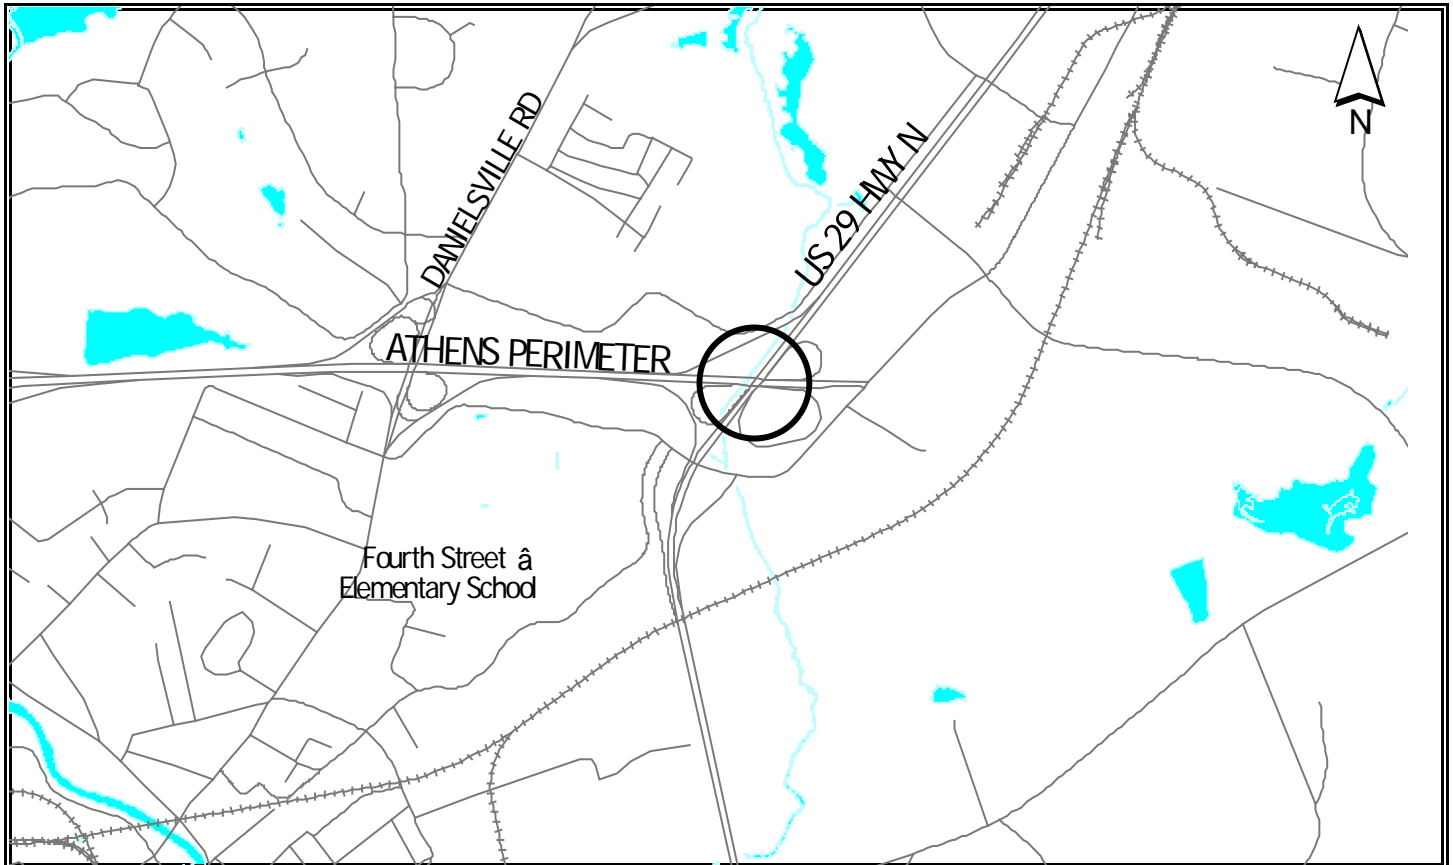 N
DANIELSVILLE RD
US 29 HWY N
ATHENS PERIMETER
Fourth Street â
Elementary School